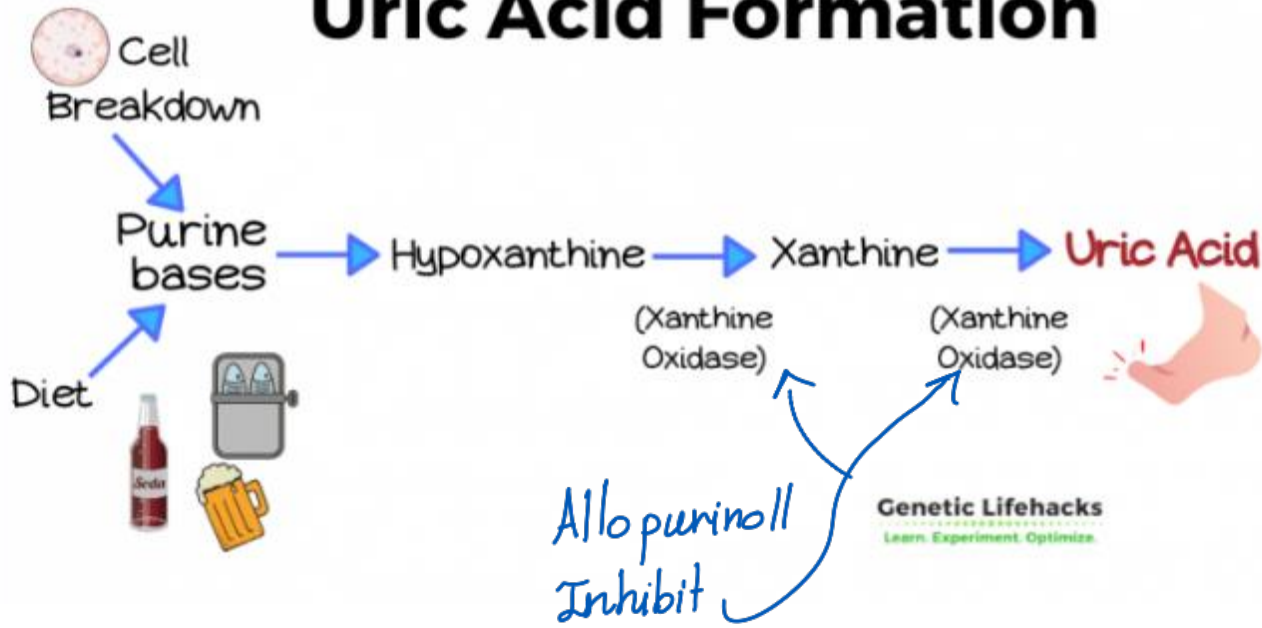 Uric Acid Formation
Cell
Breakdown
Purine
bases
Hypoxanthine
Xanthine
Uric Acid
(Xanthine
Oxidase)
(Xanthine
Oxidase)
Diet
Soda
Allopurinoll
Inhibit
Genetic Lifehacks
Learn. Experiment. Optimize.